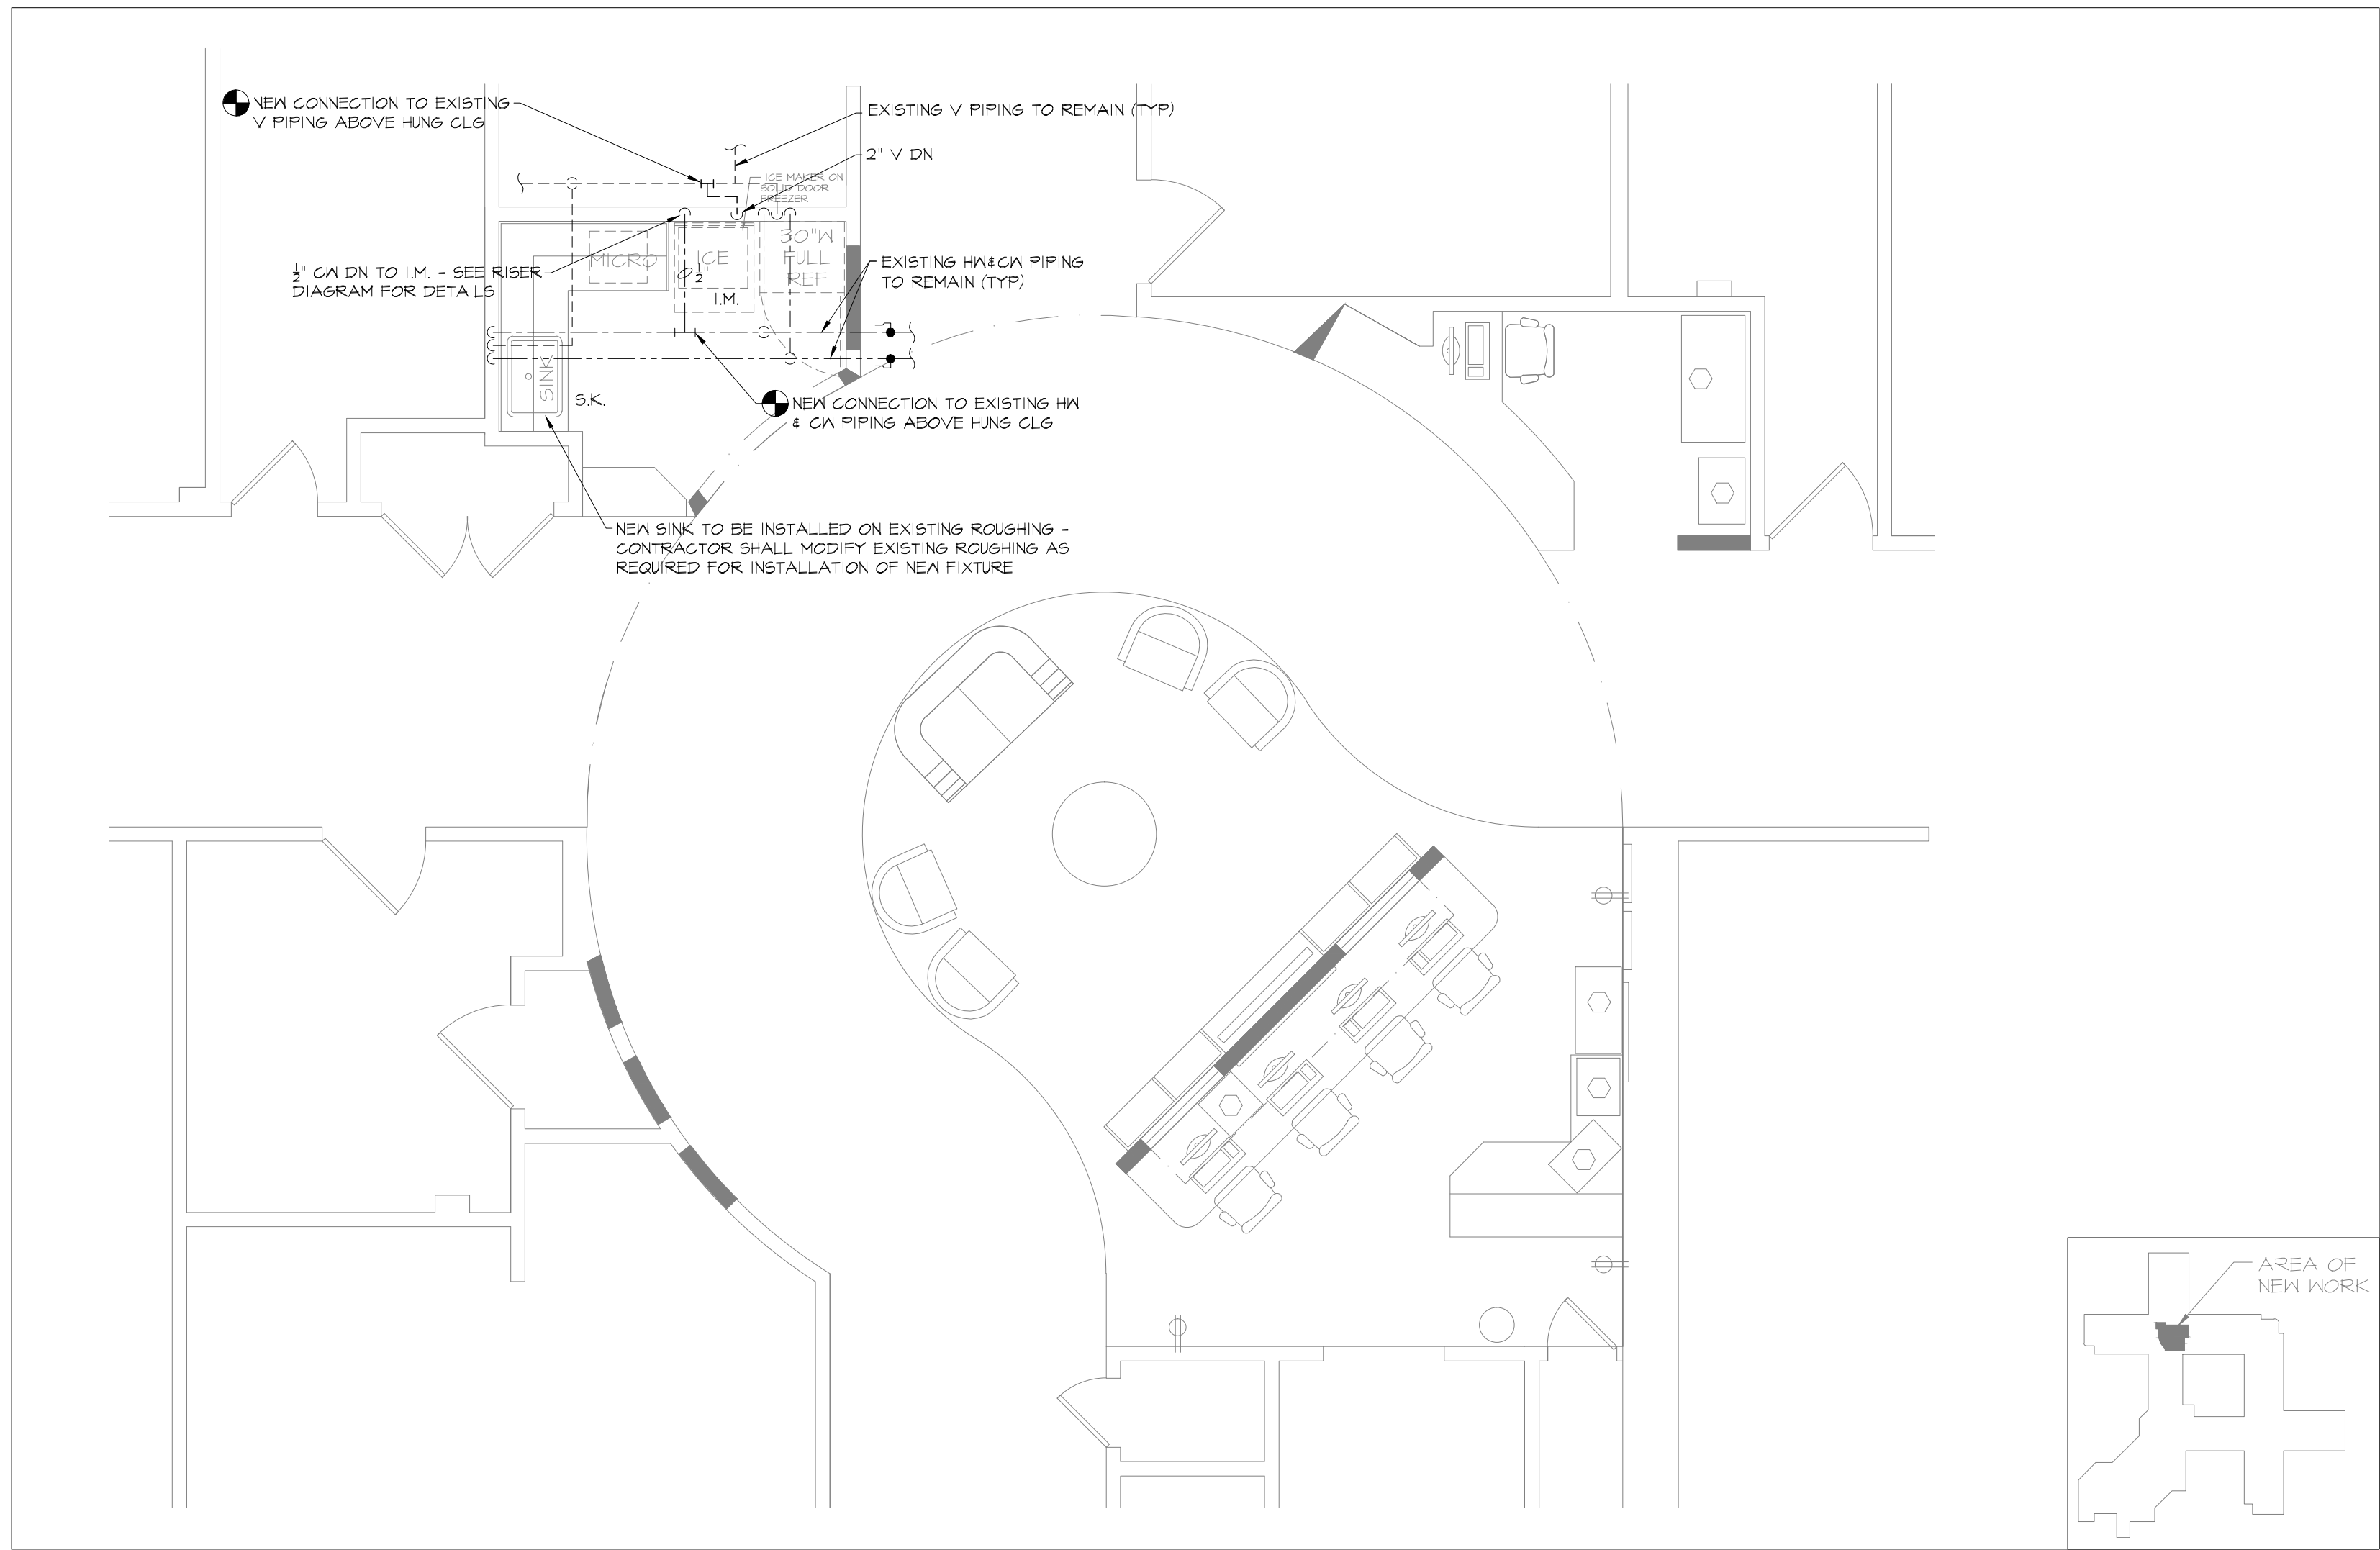 NEW CONNECTION TO EXISTING
V PIPING ABOVE HUNG CLG
EXISTING V PIPING TO REMAIN (TYP)
2" V DN
ICE MAKER ON
SOLID DOOR
FREEZER
30"W
FULL
REF
MICRO
ICE
½" CW DN TO I.M. - SEE RISER
DIAGRAM FOR DETAILS
½"
I.M.
EXISTING HW&CW PIPING
TO REMAIN (TYP)
SINK
S.K.
NEW CONNECTION TO EXISTING HW
& CW PIPING ABOVE HUNG CLG
NEW SINK TO BE INSTALLED ON EXISTING ROUGHING -
CONTRACTOR SHALL MODIFY EXISTING ROUGHING AS
REQUIRED FOR INSTALLATION OF NEW FIXTURE
AREA OF
NEW WORK